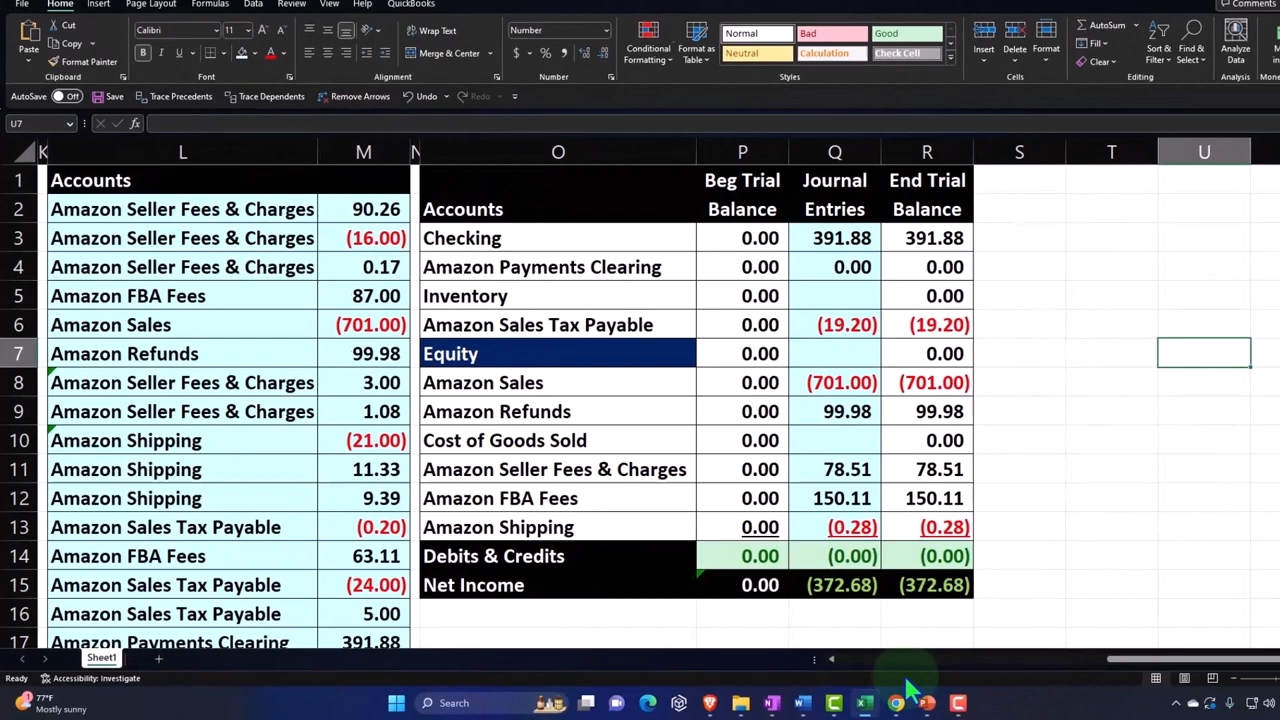 Home Insert Page Layout Formulas Data Review View Help QuickBooks Comments
Paste Cut Copy Format Painter Clipboard
Calibri 11 B I U Font
Wrap Text Merge & Center Alignment
Number $ % Number
Conditional Formatting Format as Table
Normal Bad Good
Neutral Calculation Check Cell
Styles
Insert Delete Format Cells
AutoSum Fill Clear Sort & Filter Find & Select Editing
Analyze Data Analysis
AutoSave Off Save Trace Precedents Trace Dependents Remove Arrows Undo Redo
U7 fx
K L M N O P Q R S T U
1 Accounts Beg Trial Journal End Trial
2 Amazon Seller Fees & Charges 90.26 Accounts Balance Entries Balance
3 Amazon Seller Fees & Charges (16.00) Checking 0.00 391.88 391.88
4 Amazon Seller Fees & Charges 0.17 Amazon Payments Clearing 0.00 0.00 0.00
5 Amazon FBA Fees 87.00 Inventory 0.00 0.00
6 Amazon Sales (701.00) Amazon Sales Tax Payable 0.00 (19.20) (19.20)
7 Amazon Refunds 99.98 Equity 0.00 0.00
8 Amazon Seller Fees & Charges 3.00 Amazon Sales 0.00 (701.00) (701.00)
9 Amazon Seller Fees & Charges 1.08 Amazon Refunds 0.00 99.98 99.98
10 Amazon Shipping (21.00) Cost of Goods Sold 0.00 0.00
11 Amazon Shipping 11.33 Amazon Seller Fees & Charges 0.00 78.51 78.51
12 Amazon Shipping 9.39 Amazon FBA Fees 0.00 150.11 150.11
13 Amazon Sales Tax Payable (0.20) Amazon Shipping 0.00 (0.28) (0.28)
14 Amazon FBA Fees 63.11 Debits & Credits 0.00 (0.00) (0.00)
15 Amazon Sales Tax Payable (24.00) Net Income 0.00 (372.68) (372.68)
16 Amazon Sales Tax Payable 5.00
17 Amazon Payments Clearing 391.88
Sheet1
Ready Accessibility: Investigate
77°F
Mostly sunny
Search